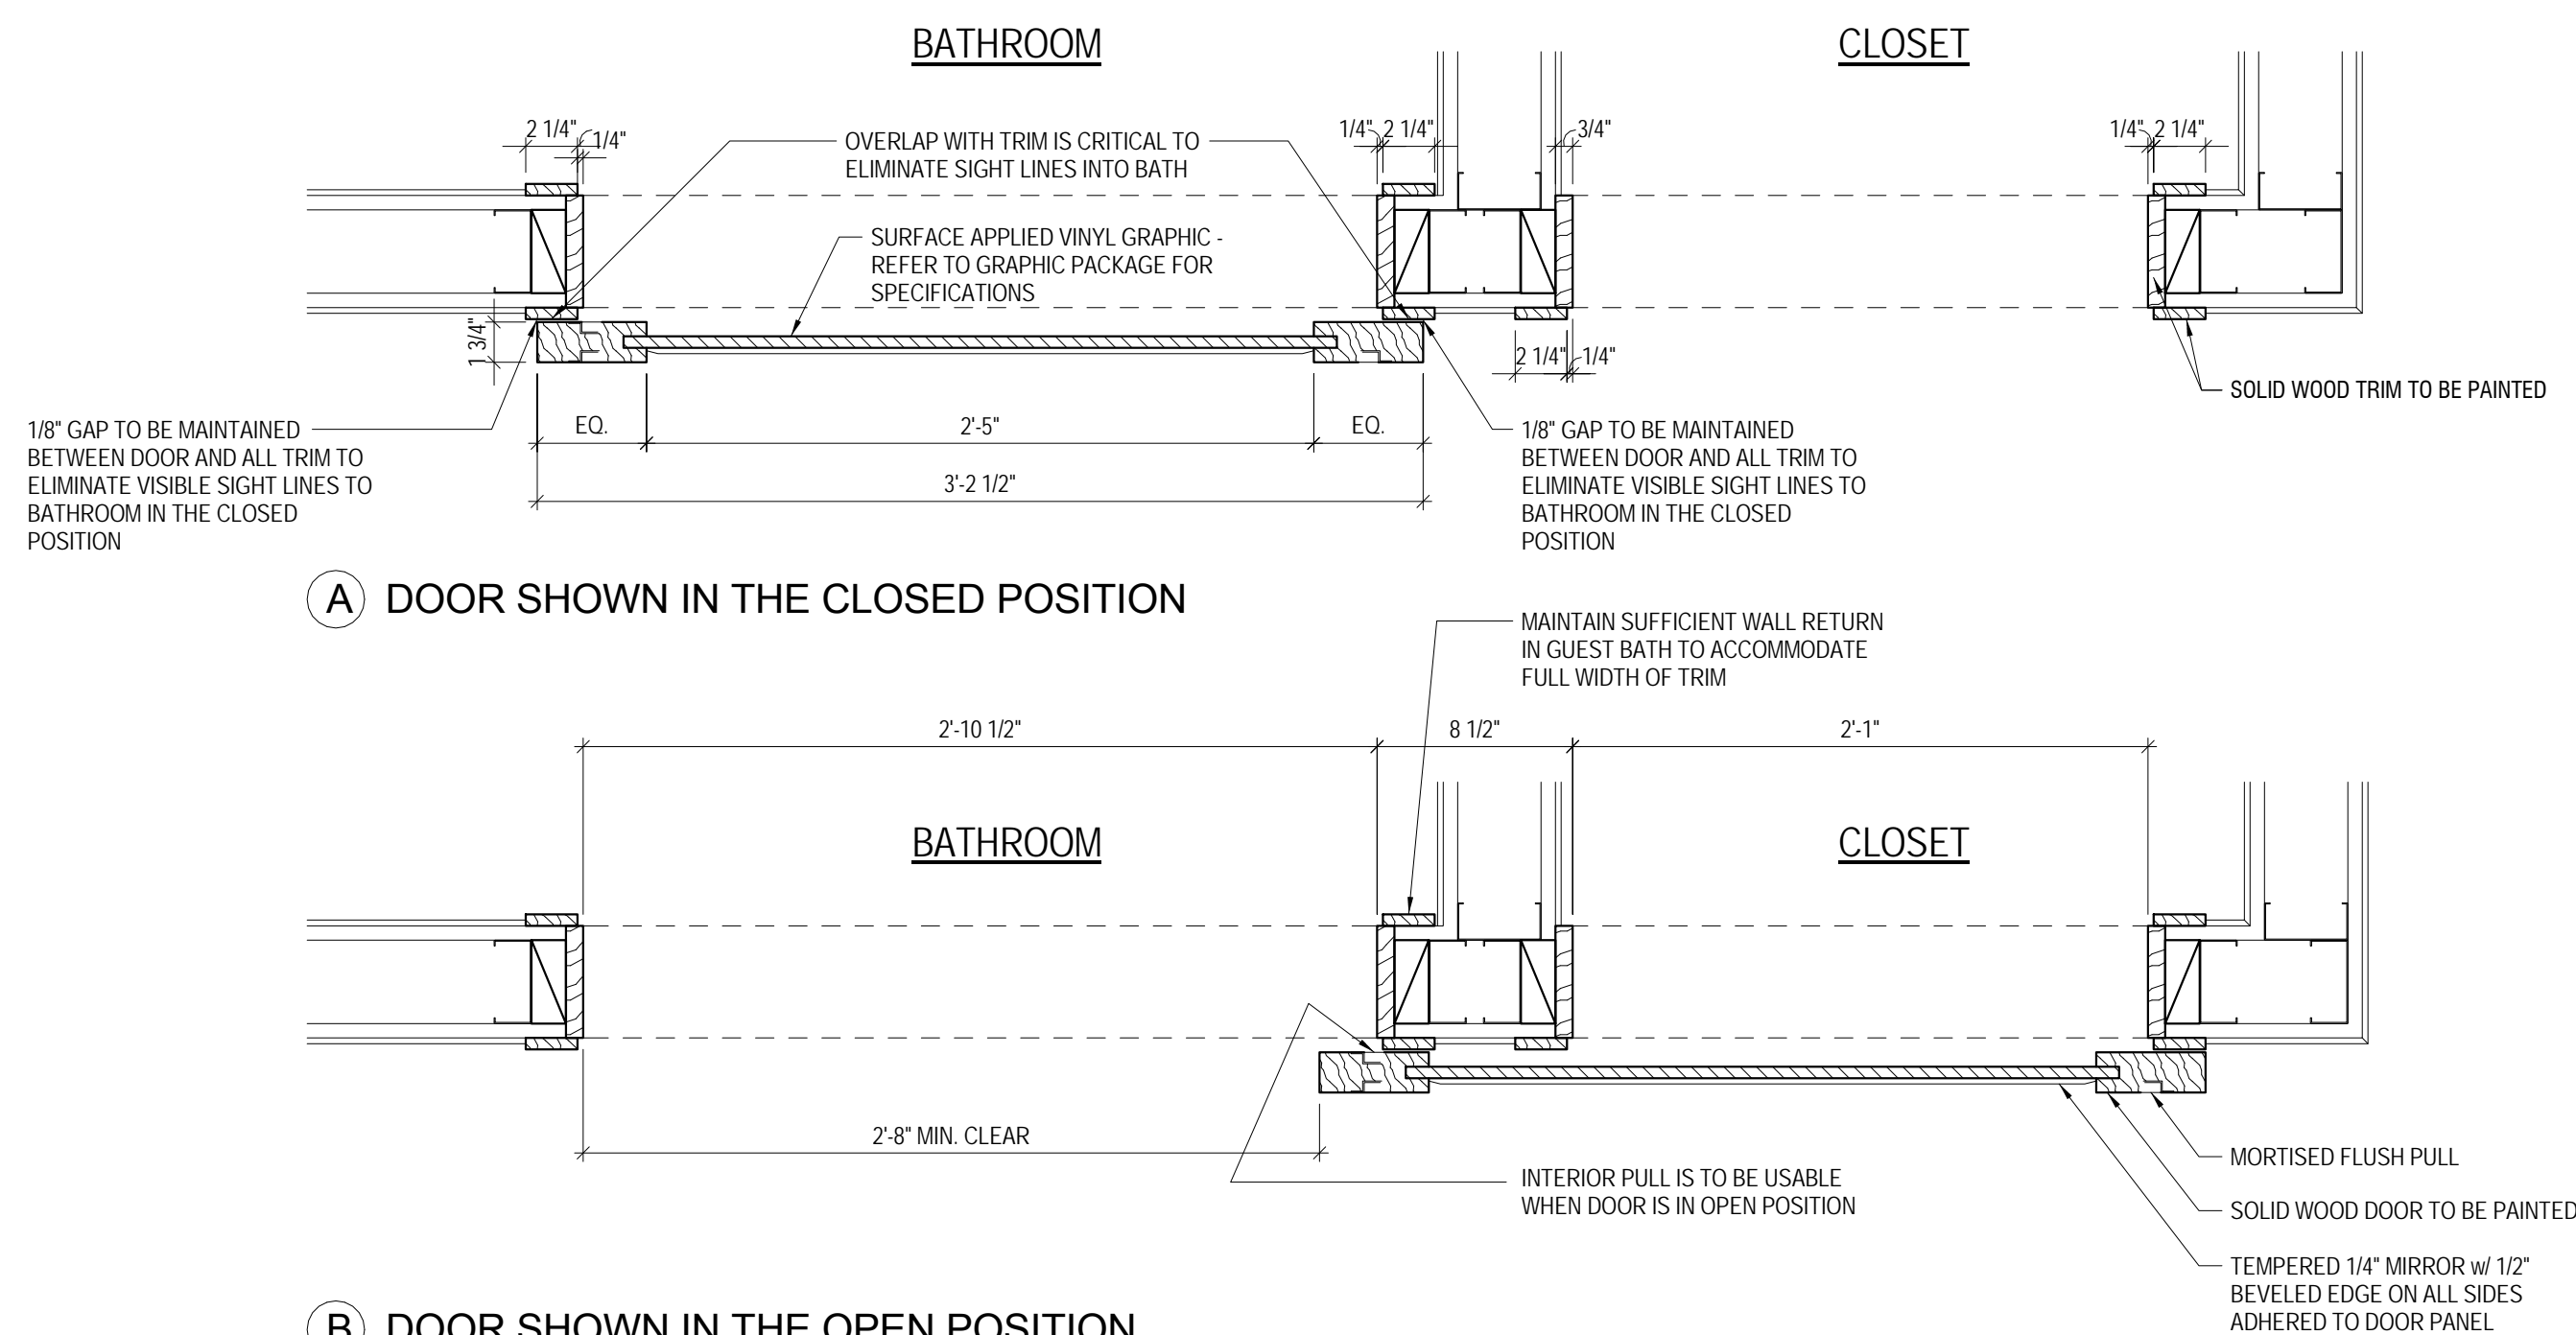 BATHROOM
CLOSET
2 1/4"
1/4"
1/4"
2 1/4"
3/4"
1/4"
2 1/4"
OVERLAP WITH TRIM IS CRITICAL TO
ELIMINATE SIGHT LINES INTO BATH
SURFACE APPLIED VINYL GRAPHIC -
REFER TO GRAPHIC PACKAGE FOR
SPECIFICATIONS
1 3/4"
2 1/4"
1/4"
SOLID WOOD TRIM TO BE PAINTED
1/8" GAP TO BE MAINTAINED
BETWEEN DOOR AND ALL TRIM TO
ELIMINATE VISIBLE SIGHT LINES TO
BATHROOM IN THE CLOSED
POSITION
EQ.
2'-5"
EQ.
3'-2 1/2"
1/8" GAP TO BE MAINTAINED
BETWEEN DOOR AND ALL TRIM TO
ELIMINATE VISIBLE SIGHT LINES TO
BATHROOM IN THE CLOSED
POSITION
A DOOR SHOWN IN THE CLOSED POSITION
MAINTAIN SUFFICIENT WALL RETURN
IN GUEST BATH TO ACCOMMODATE
FULL WIDTH OF TRIM
2'-10 1/2"
8 1/2"
2'-1"
BATHROOM
CLOSET
2'-8" MIN. CLEAR
INTERIOR PULL IS TO BE USABLE
WHEN DOOR IS IN OPEN POSITION
MORTISED FLUSH PULL
SOLID WOOD DOOR TO BE PAINTED
TEMPERED 1/4" MIRROR w/ 1/2"
BEVELED EDGE ON ALL SIDES
ADHERED TO DOOR PANEL
B DOOR SHOWN IN THE OPEN POSITION